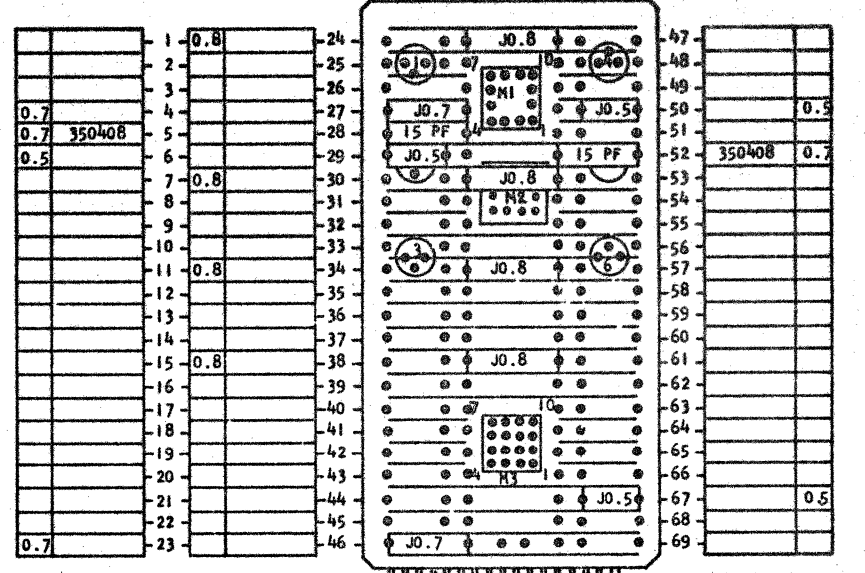 1 0.8 24 J0.8 47
2 25 1 7 10 4 48
3 26 M1 49
0.7 4 27 J0.7 J0.5 50 0.5
0.7 350408 5 28 15 PF 4 1 51
0.5 6 29 J0.5 15 PF 52 350408 0.7
7 0.8 30 J0.8 53
8 31 M2 54
9 32 55
10 33 3 56
11 0.8 34 J0.8 6 57
12 35 58
13 36 59
14 37 60
15 0.8 38 J0.8 61
16 39 62
17 40 7 10 63
18 41 64
19 42 65
20 43 4 M3 1 66
21 44 J0.5 67 0.5
22 45 68
0.7 23 46 J0.7 69